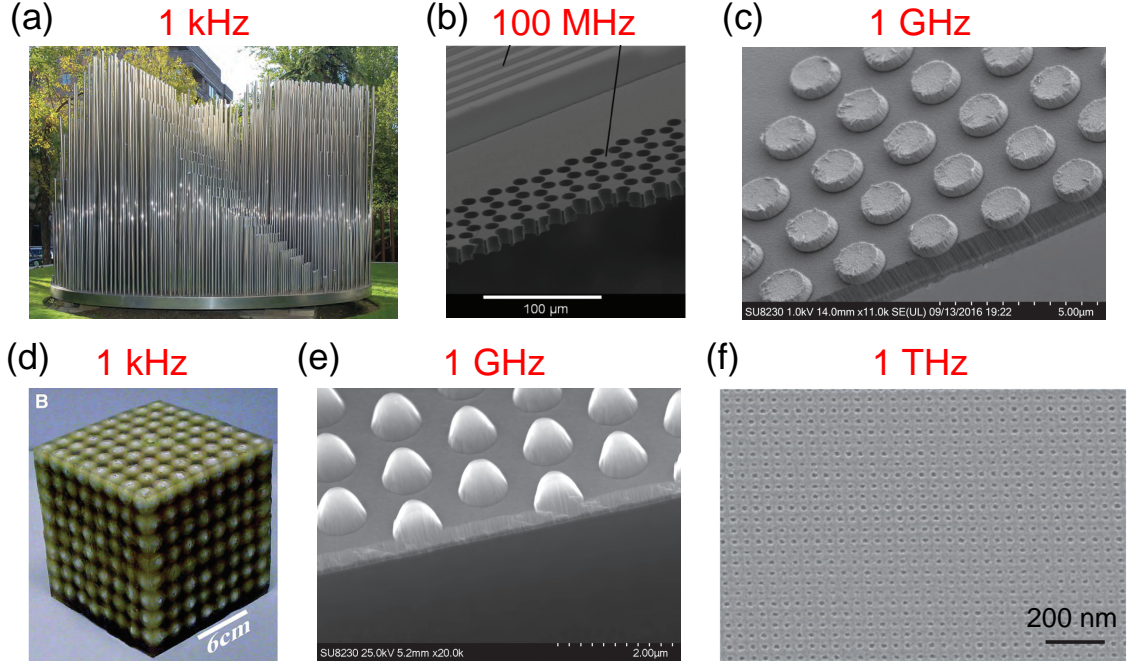 (a) 1 kHz
(b) 100 MHz
(c) 1 GHz
100 µm
SU8230 1.0kV 14.0mm x11.0k SE(UL) 09/13/2016 19:22 5.00µm
(d) 1 kHz
(e) 1 GHz
(f) 1 THz
B
6cm
SU8230 25.0kV 5.2mm x20.0k 2.00µm
200 nm